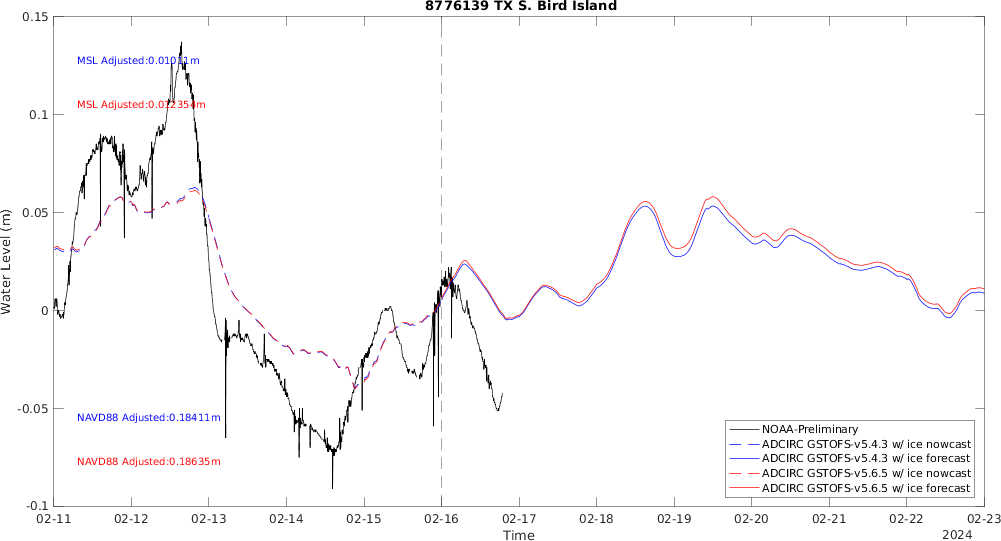 8776139 TX S. Bird Island
0.15
0.1
0.05
0
-0.05
-0.1
Water Level (m)
MSL Adjusted:0.01011m
MSL Adjusted:0.012354m
NAVD88 Adjusted:0.18411m
NAVD88 Adjusted:0.18635m
NOAA-Preliminary
ADCIRC GSTOFS-v5.4.3 w/ ice nowcast
ADCIRC GSTOFS-v5.4.3 w/ ice forecast
ADCIRC GSTOFS-v5.6.5 w/ ice nowcast
ADCIRC GSTOFS-v5.6.5 w/ ice forecast
02-11 02-12 02-13 02-14 02-15 02-16 02-17 02-18 02-19 02-20 02-21 02-22 02-23
Time
2024